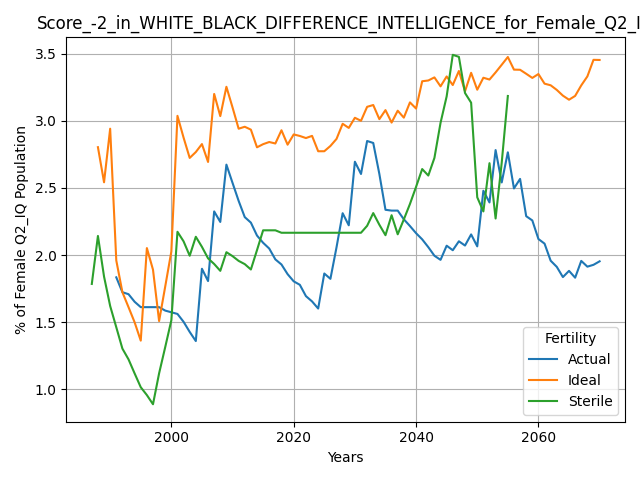 Score_-2_in_WHITE_BLACK_DIFFERENCE_INTELLIGENCE_for_Female_Q2_I
% of Female Q2_IQ Population
3.5
3.0
2.5
2.0
1.5
1.0
2000
2020
2040
2060
Years
Fertility
Actual
Ideal
Sterile